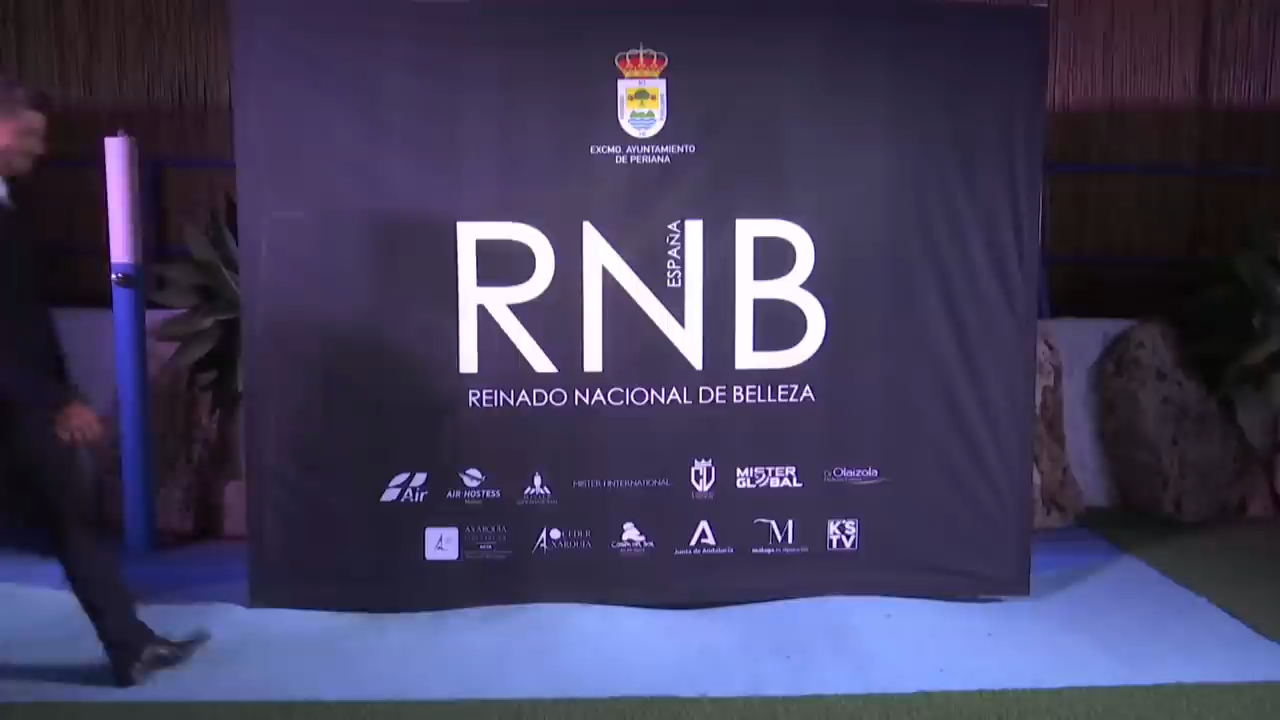 EXCMO. AYUNTAMIENTO
DE PERIANA
RNB
ESPAÑA
REINADO NACIONAL DE BELLEZA
Air
AIR·HOSTESS
MISTER INTERNATIONAL
CU
MISTER
GLOBAL
Olaizola
AXARQUÍA
CEDER
AXARQUÍA
Junta de Andalucía
M
K'S
TV